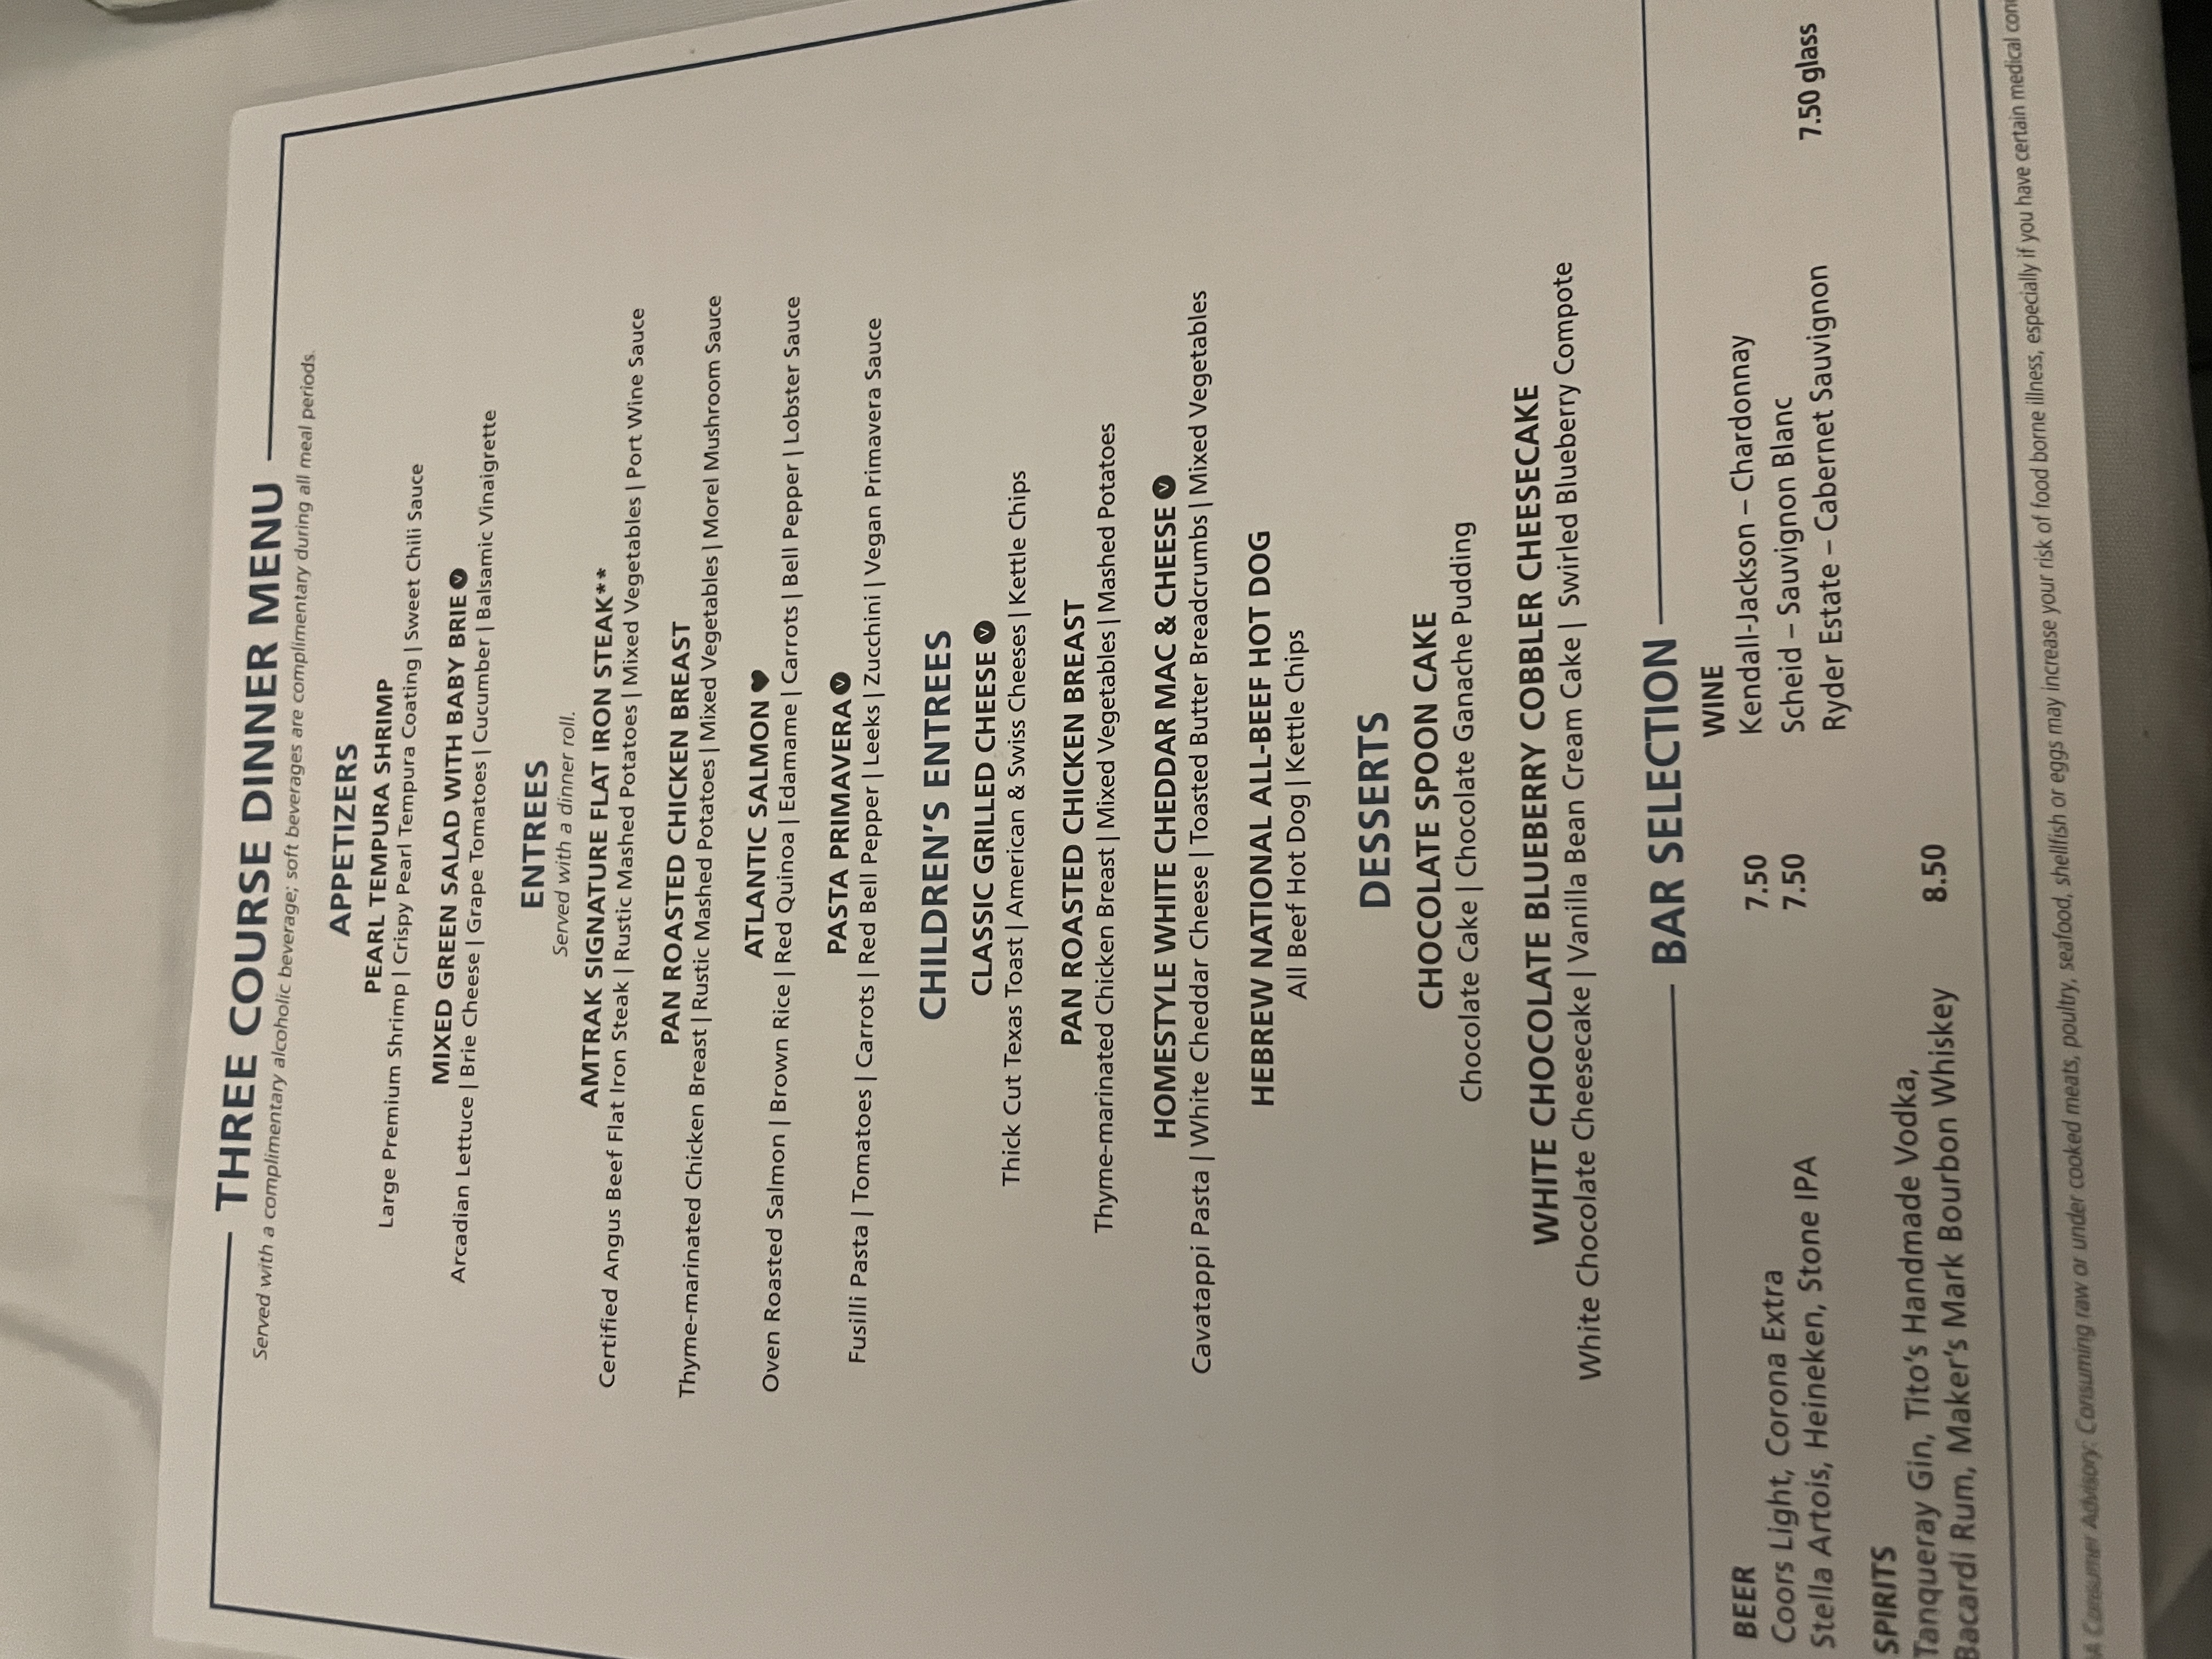 THREE COURSE DINNER MENU
Served with a complimentary alcoholic beverage; soft beverages are complimentary during all meal periods.
APPETIZERS
PEARL TEMPURA SHRIMP
Large Premium Shrimp | Crispy Pearl Tempura Coating | Sweet Chili Sauce
MIXED GREEN SALAD WITH BABY BRIE V
Arcadian Lettuce | Brie Cheese | Grape Tomatoes | Cucumber | Balsamic Vinaigrette
ENTREES
Served with a dinner roll.
AMTRAK SIGNATURE FLAT IRON STEAK**
Certified Angus Beef Flat Iron Steak | Rustic Mashed Potatoes | Mixed Vegetables | Port Wine Sauce
PAN ROASTED CHICKEN BREAST
Thyme-marinated Chicken Breast | Rustic Mashed Potatoes | Mixed Vegetables | Morel Mushroom Sauce
ATLANTIC SALMON ♥
Oven Roasted Salmon | Brown Rice | Red Quinoa | Edamame | Carrots | Bell Pepper | Lobster Sauce
PASTA PRIMAVERA V
Fusilli Pasta | Tomatoes | Carrots | Red Bell Pepper | Leeks | Zucchini | Vegan Primavera Sauce
CHILDREN'S ENTREES
CLASSIC GRILLED CHEESE V
Thick Cut Texas Toast | American & Swiss Cheeses | Kettle Chips
PAN ROASTED CHICKEN BREAST
Thyme-marinated Chicken Breast | Mixed Vegetables | Mashed Potatoes
HOMESTYLE WHITE CHEDDAR MAC & CHEESE V
Cavatappi Pasta | White Cheddar Cheese | Toasted Butter Breadcrumbs | Mixed Vegetables
HEBREW NATIONAL ALL-BEEF HOT DOG
All Beef Hot Dog | Kettle Chips
DESSERTS
CHOCOLATE SPOON CAKE
Chocolate Cake | Chocolate Ganache Pudding
WHITE CHOCOLATE BLUEBERRY COBBLER CHEESECAKE
White Chocolate Cheesecake | Vanilla Bean Cream Cake | Swirled Blueberry Compote
BAR SELECTION
BEER
Coors Light, Corona Extra 7.50
Stella Artois, Heineken, Stone IPA 7.50
SPIRITS
Tanqueray Gin, Tito's Handmade Vodka,
Bacardi Rum, Maker's Mark Bourbon Whiskey 8.50
WINE
Kendall-Jackson – Chardonnay
Scheid – Sauvignon Blanc
Ryder Estate – Cabernet Sauvignon 7.50 glass
Consumer Advisory: Consuming raw or under cooked meats, poultry, seafood, shellfish or eggs may increase your risk of food borne illness, especially if you have certain medical